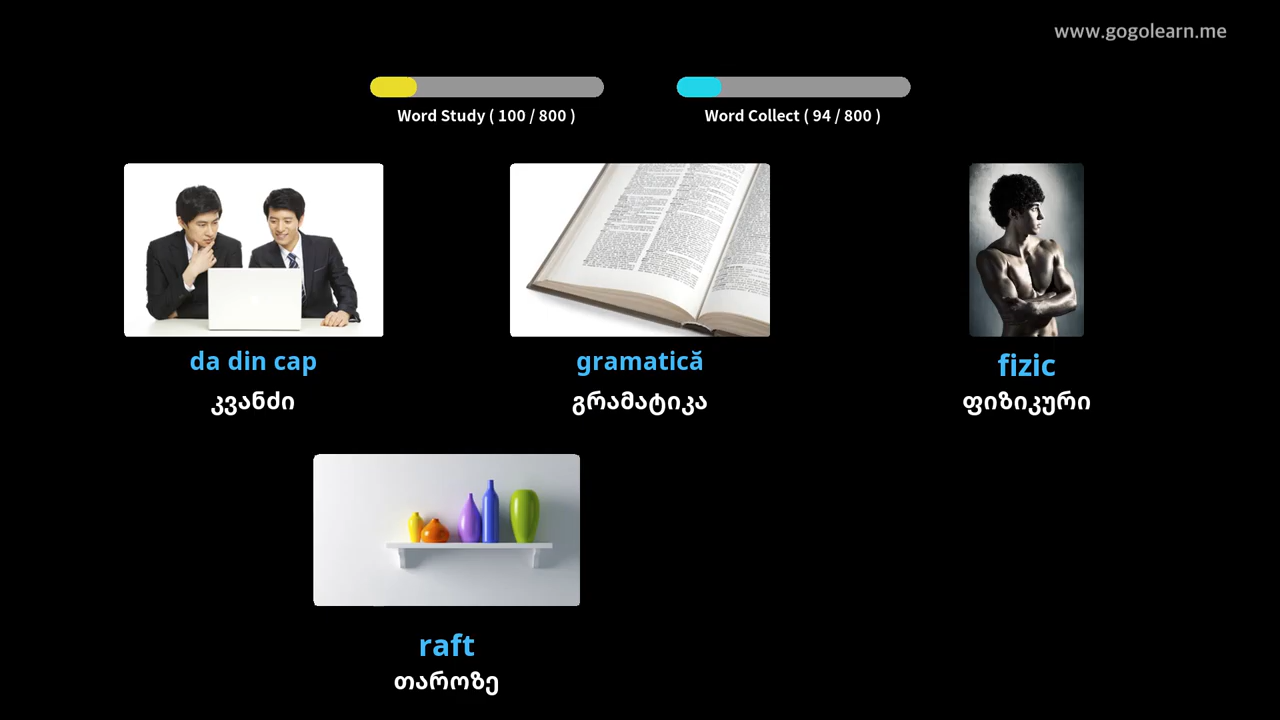 www.gogolearn.me
Word Study ( 100 / 800 )
Word Collect ( 94 / 800 )
da din cap
კვანძი
gramatică
გრამატიკა
fizic
ფიზიკური
raft
თაროზე